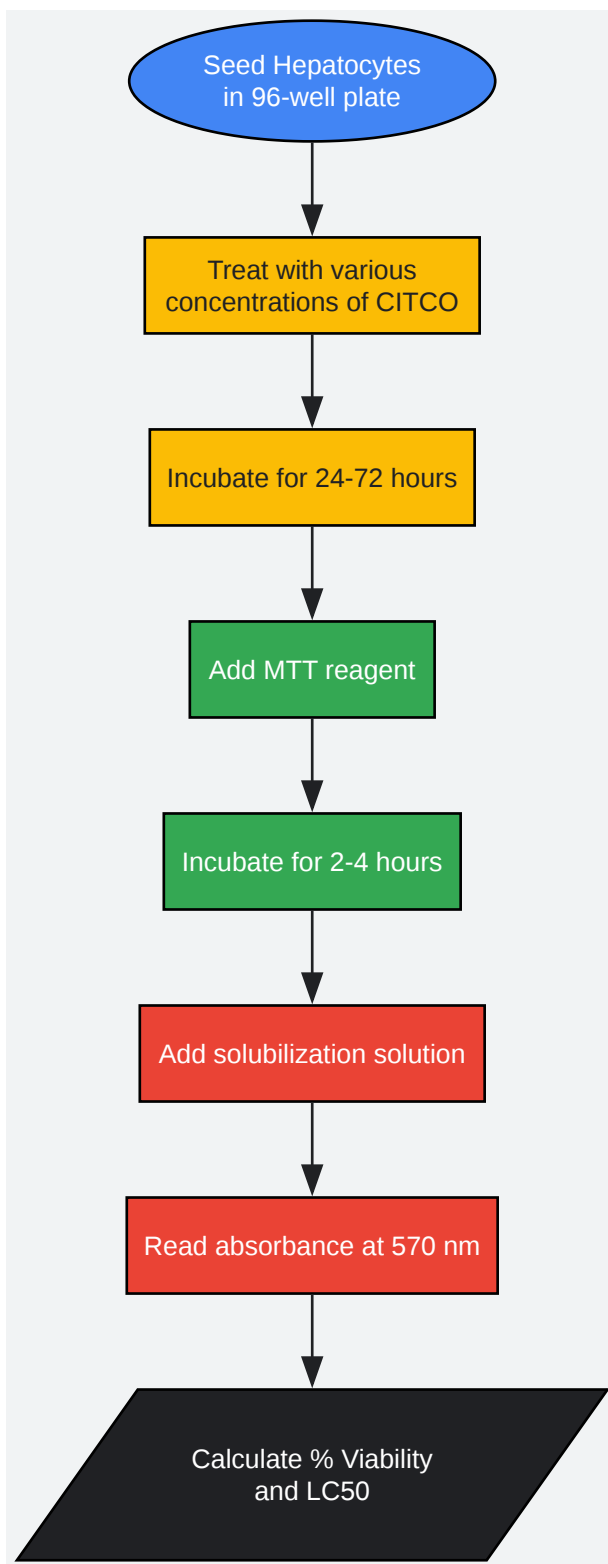 Seed Hepatocytes
in 96-well plate
Treat with various
concentrations of CITCO
Incubate for 24-72 hours
Add MTT reagent
Incubate for 2-4 hours
Add solubilization solution
Read absorbance at 570 nm
Calculate % Viability
and LC50